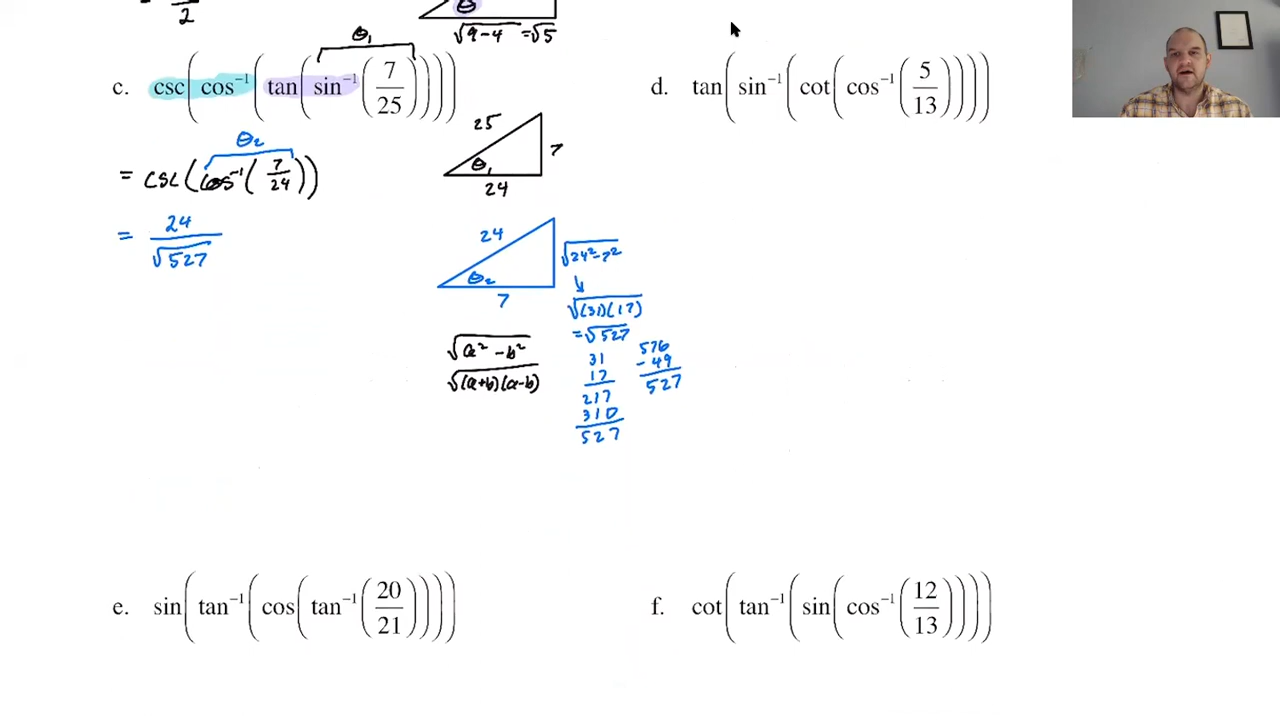 2
θ
√9-4 = √5
θ₁
c. csc(cos⁻¹(tan(sin⁻¹(7/25))))
25
7
θ₁
24
θ₂
= csc(cos⁻¹(7/24))
= 24/√527
24
√24²-7²
θ₂
7
√(31)(17)
= √527
√a²-b²
√(a+b)(a-b)
31
17
217
310
527
576
- 49
527
d. tan(sin⁻¹(cot(cos⁻¹(5/13))))
e. sin(tan⁻¹(cos(tan⁻¹(20/21))))
f. cot(tan⁻¹(sin(cos⁻¹(12/13))))